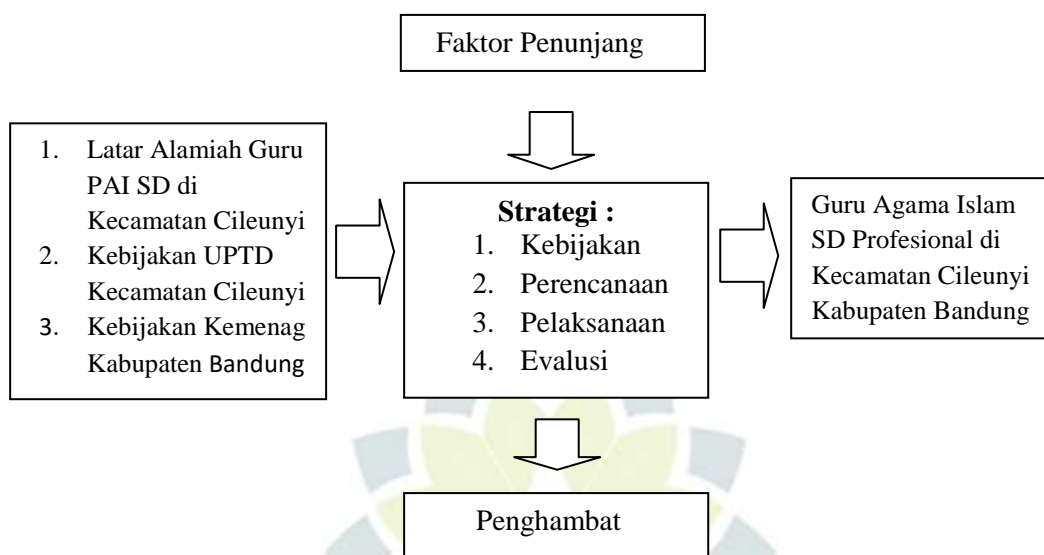 Faktor Penunjang
1. Latar Alamiah Guru
PAI SD di
Kecamatan Cileunyi
2. Kebijakan UPTD
Kecamatan Cileunyi
3. Kebijakan Kemenag
Kabupaten Bandung
Strategi :
1. Kebijakan
2. Perencanaan
3. Pelaksanaan
4. Evalusi
Guru Agama Islam
SD Profesional di
Kecamatan Cileunyi
Kabupaten Bandung
Penghambat